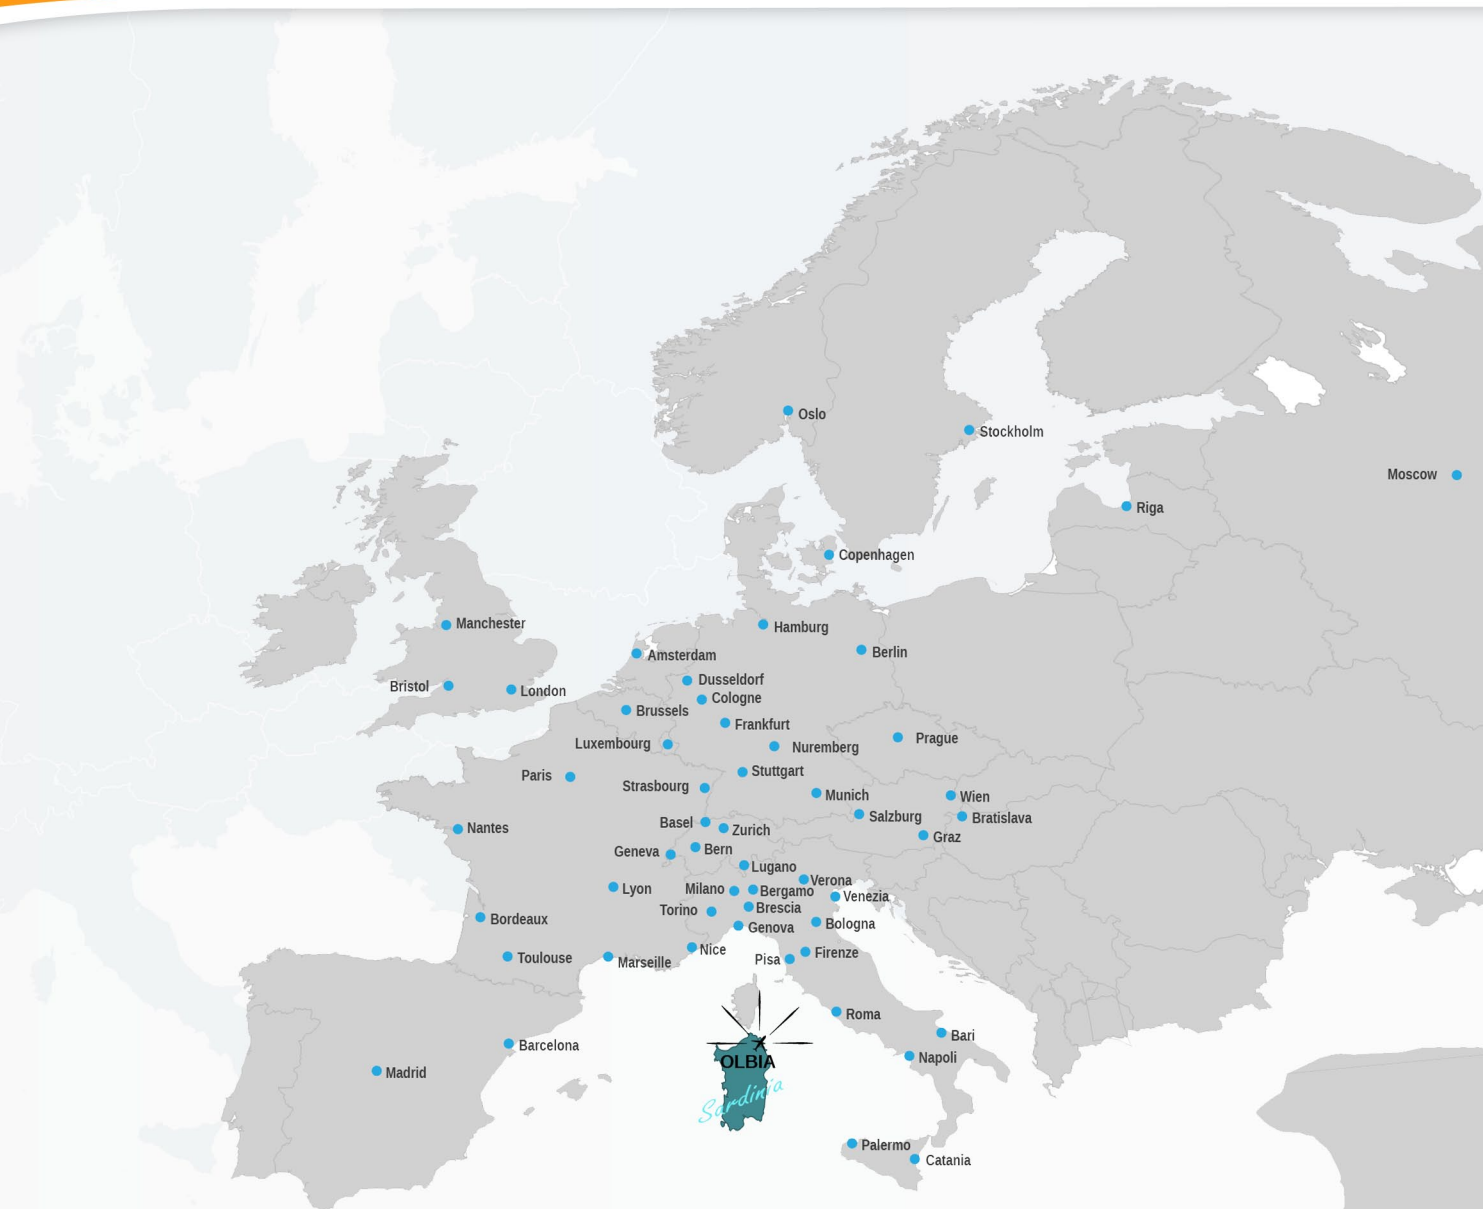 Oslo
Stockholm
Moscow
Riga
Copenhagen
Manchester
Hamburg
Berlin
Amsterdam
Bristol
London
Dusseldorf
Cologne
Brussels
Frankfurt
Luxembourg
Nuremberg
Prague
Paris
Stuttgart
Strasbourg
Munich
Wien
Salzburg
Bratislava
Nantes
Basel
Zurich
Graz
Geneva
Bern
Lugano
Verona
Lyon
Milano
Bergamo
Venezia
Torino
Brescia
Bordeaux
Genova
Bologna
Nice
Firenze
Toulouse
Marseille
Pisa
Roma
Bari
Barcelona
Napoli
OLBIA
Madrid
Sardinia
Palermo
Catania